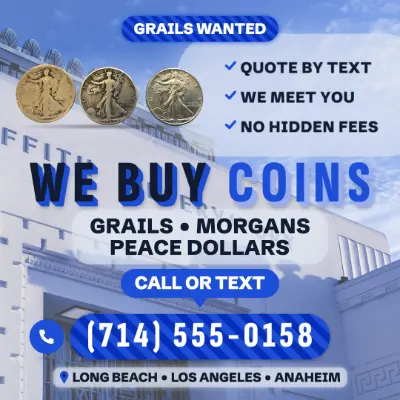 GRAILS WANTED
QUOTE BY TEXT
WE MEET YOU
NO HIDDEN FEES
WE BUY COINS
GRAILS • MORGANS
PEACE DOLLARS
CALL OR TEXT
(714) 555-0158
LONG BEACH • LOS ANGELES • ANAHEIM